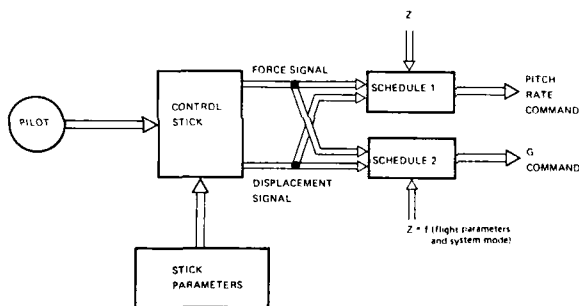 Z
FORCE SIGNAL
PITCH
RATE
COMMAND
SCHEDULE 1
CONTROL
STICK
PILOT
SCHEDULE 2
G
COMMAND
DISPLACEMENT
SIGNAL
Z = f (flight parameters
and system mode)
STICK
PARAMETERS